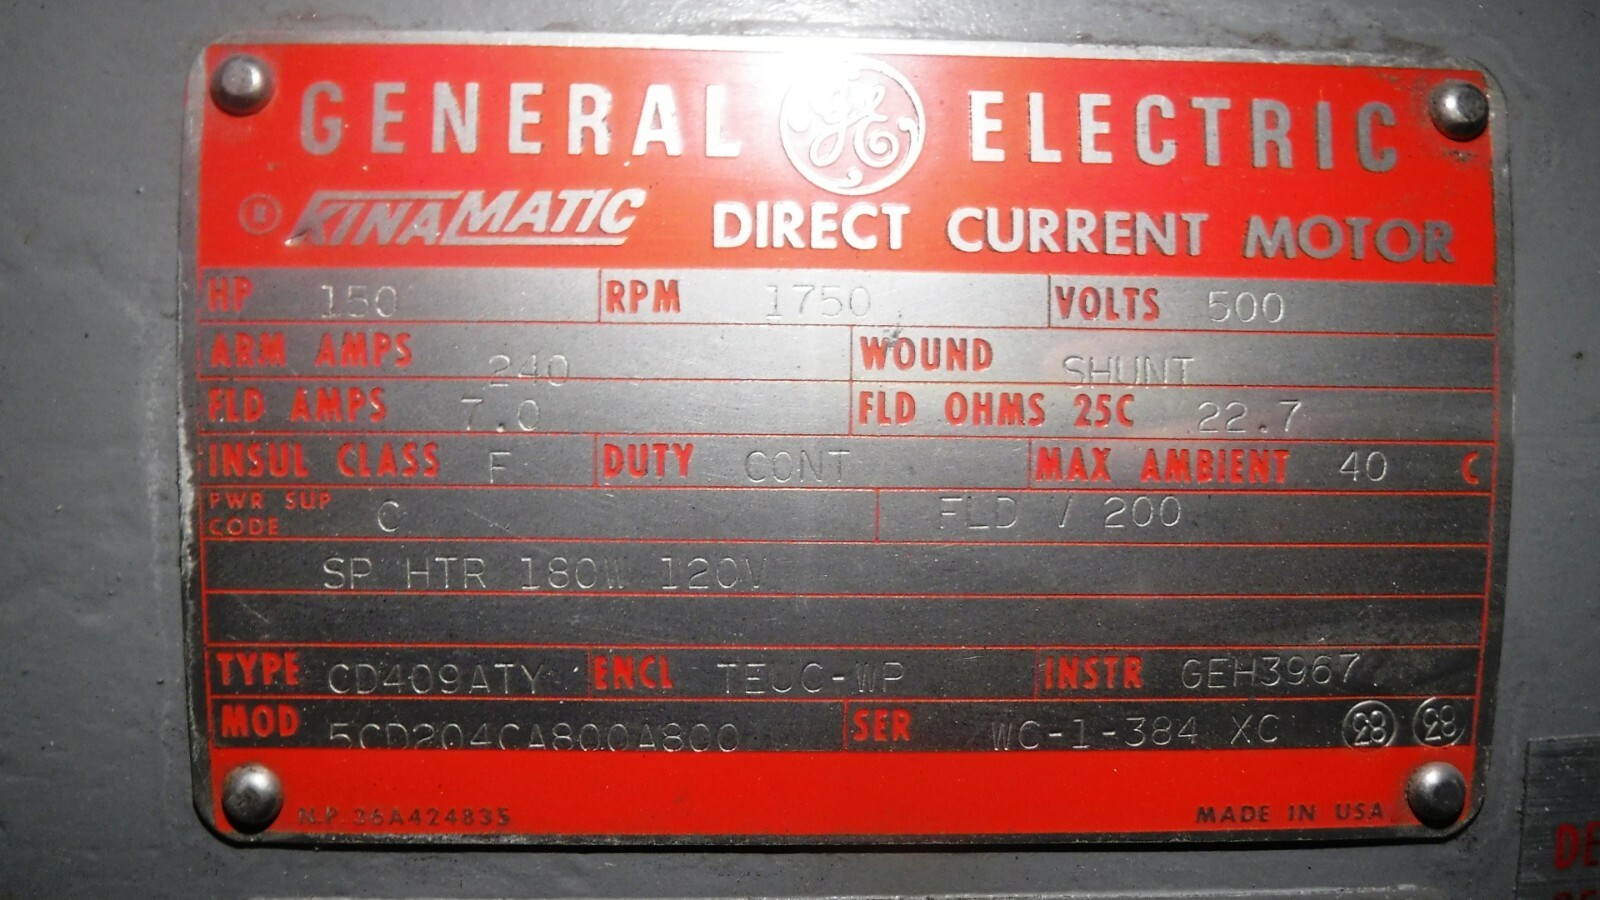 GENERAL GE ELECTRIC
® KINAMATIC DIRECT CURRENT MOTOR
HP 150 RPM 1750 VOLTS 500
ARM AMPS 240 WOUND SHUNT
FLD AMPS 7.0 FLD OHMS 25C 22.7
INSUL CLASS F DUTY CONT MAX AMBIENT 40 C
PWR SUP CODE C FLD V 200
SP HTR 180W 120V
TYPE CD409ATY ENCL TEUC-WP INSTR GEH3967
MOD 5CD204CA800A800 SER WC-1-384 XC
N.P. 36A424835 MADE IN USA